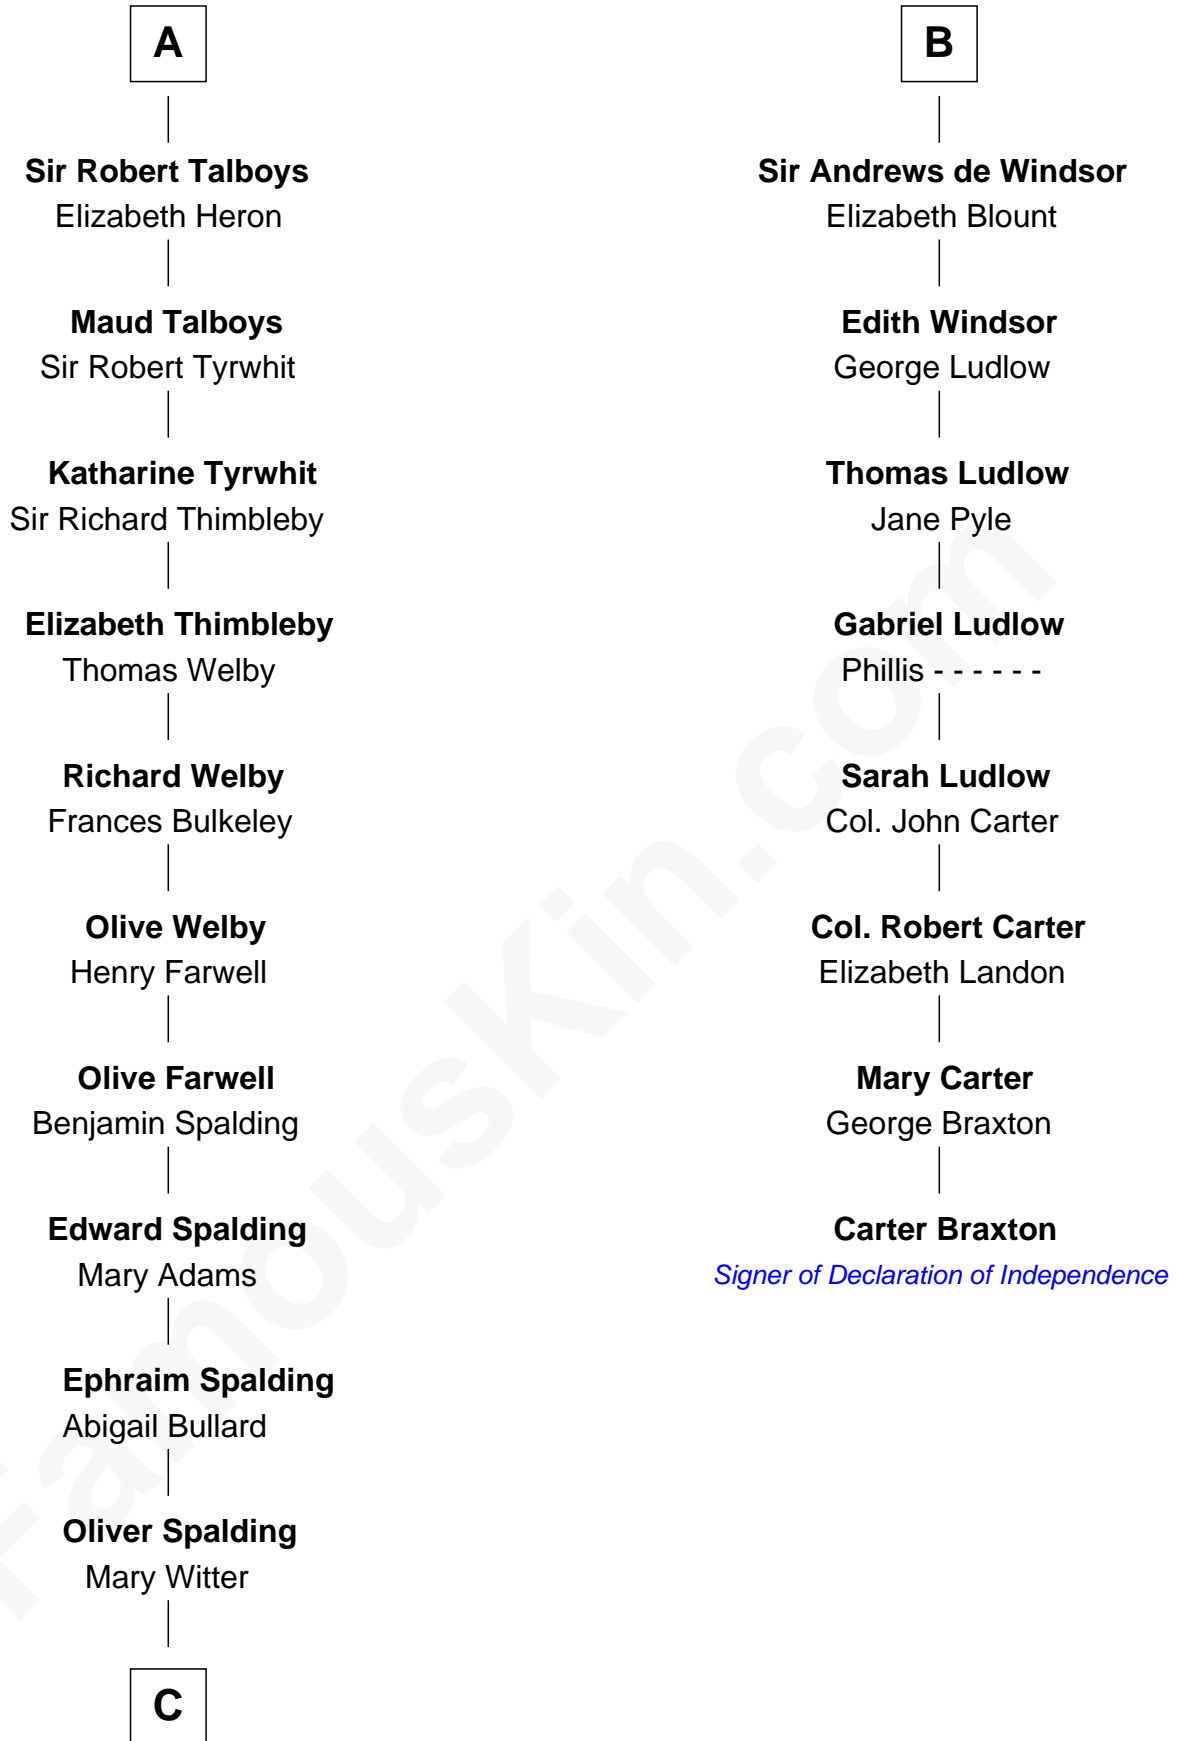 A
Sir Robert Talboys
Elizabeth Heron
Maud Talboys
Sir Robert Tyrwhit
Katharine Tyrwhit
Sir Richard Thimbleby
Elizabeth Thimbleby
Thomas Welby
Richard Welby
Frances Bulkeley
Olive Welby
Henry Farwell
Olive Farwell
Benjamin Spalding
Edward Spalding
Mary Adams
Ephraim Spalding
Abigail Bullard
Oliver Spalding
Mary Witter
C
B
Sir Andrews de Windsor
Elizabeth Blount
Edith Windsor
George Ludlow
Thomas Ludlow
Jane Pyle
Gabriel Ludlow
Phillis - - - - - -
Sarah Ludlow
Col. John Carter
Col. Robert Carter
Elizabeth Landon
Mary Carter
George Braxton
Carter Braxton
Signer of Declaration of Independence
FamousKin.com